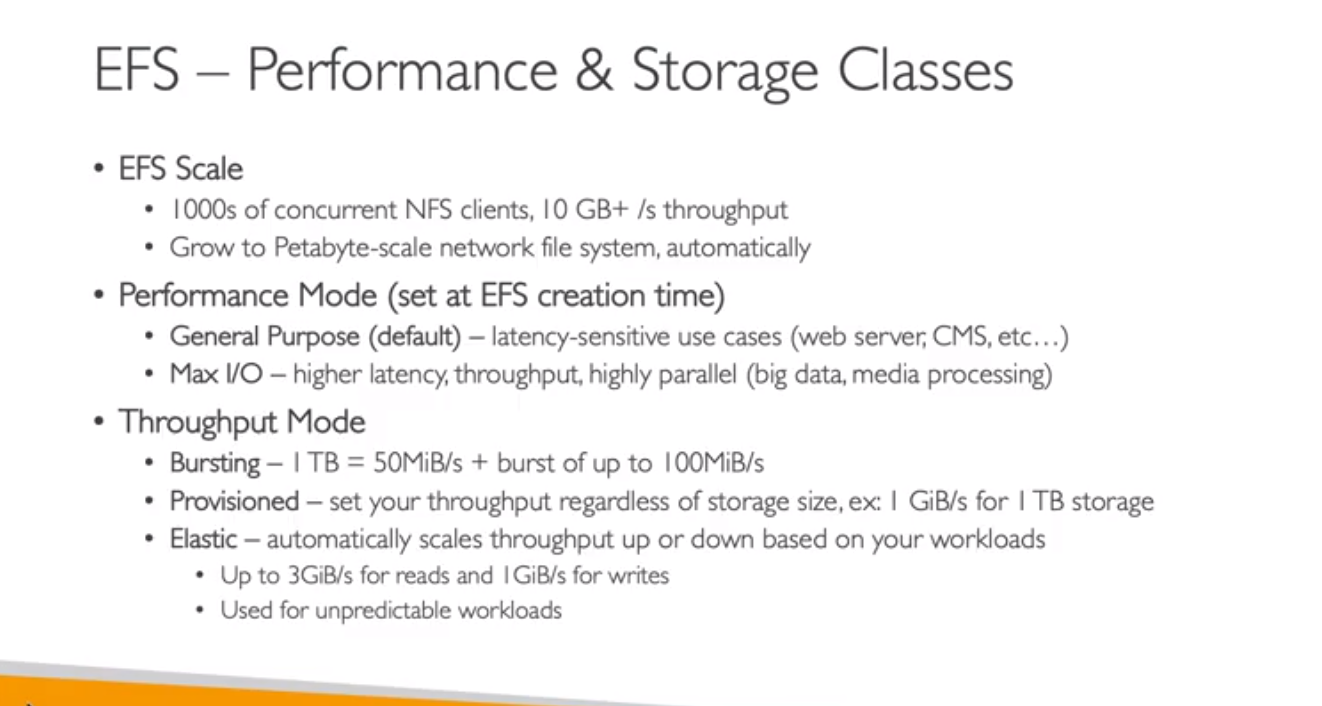 EFS – Performance & Storage Classes
• EFS Scale
• 1000s of concurrent NFS clients, 10 GB+ /s throughput
• Grow to Petabyte-scale network file system, automatically
• Performance Mode (set at EFS creation time)
• General Purpose (default) – latency-sensitive use cases (web server, CMS, etc…)
• Max I/O – higher latency, throughput, highly parallel (big data, media processing)
• Throughput Mode
• Bursting – 1 TB = 50MiB/s + burst of up to 100MiB/s
• Provisioned – set your throughput regardless of storage size, ex: 1 GiB/s for 1 TB storage
• Elastic – automatically scales throughput up or down based on your workloads
• Up to 3GiB/s for reads and 1GiB/s for writes
• Used for unpredictable workloads